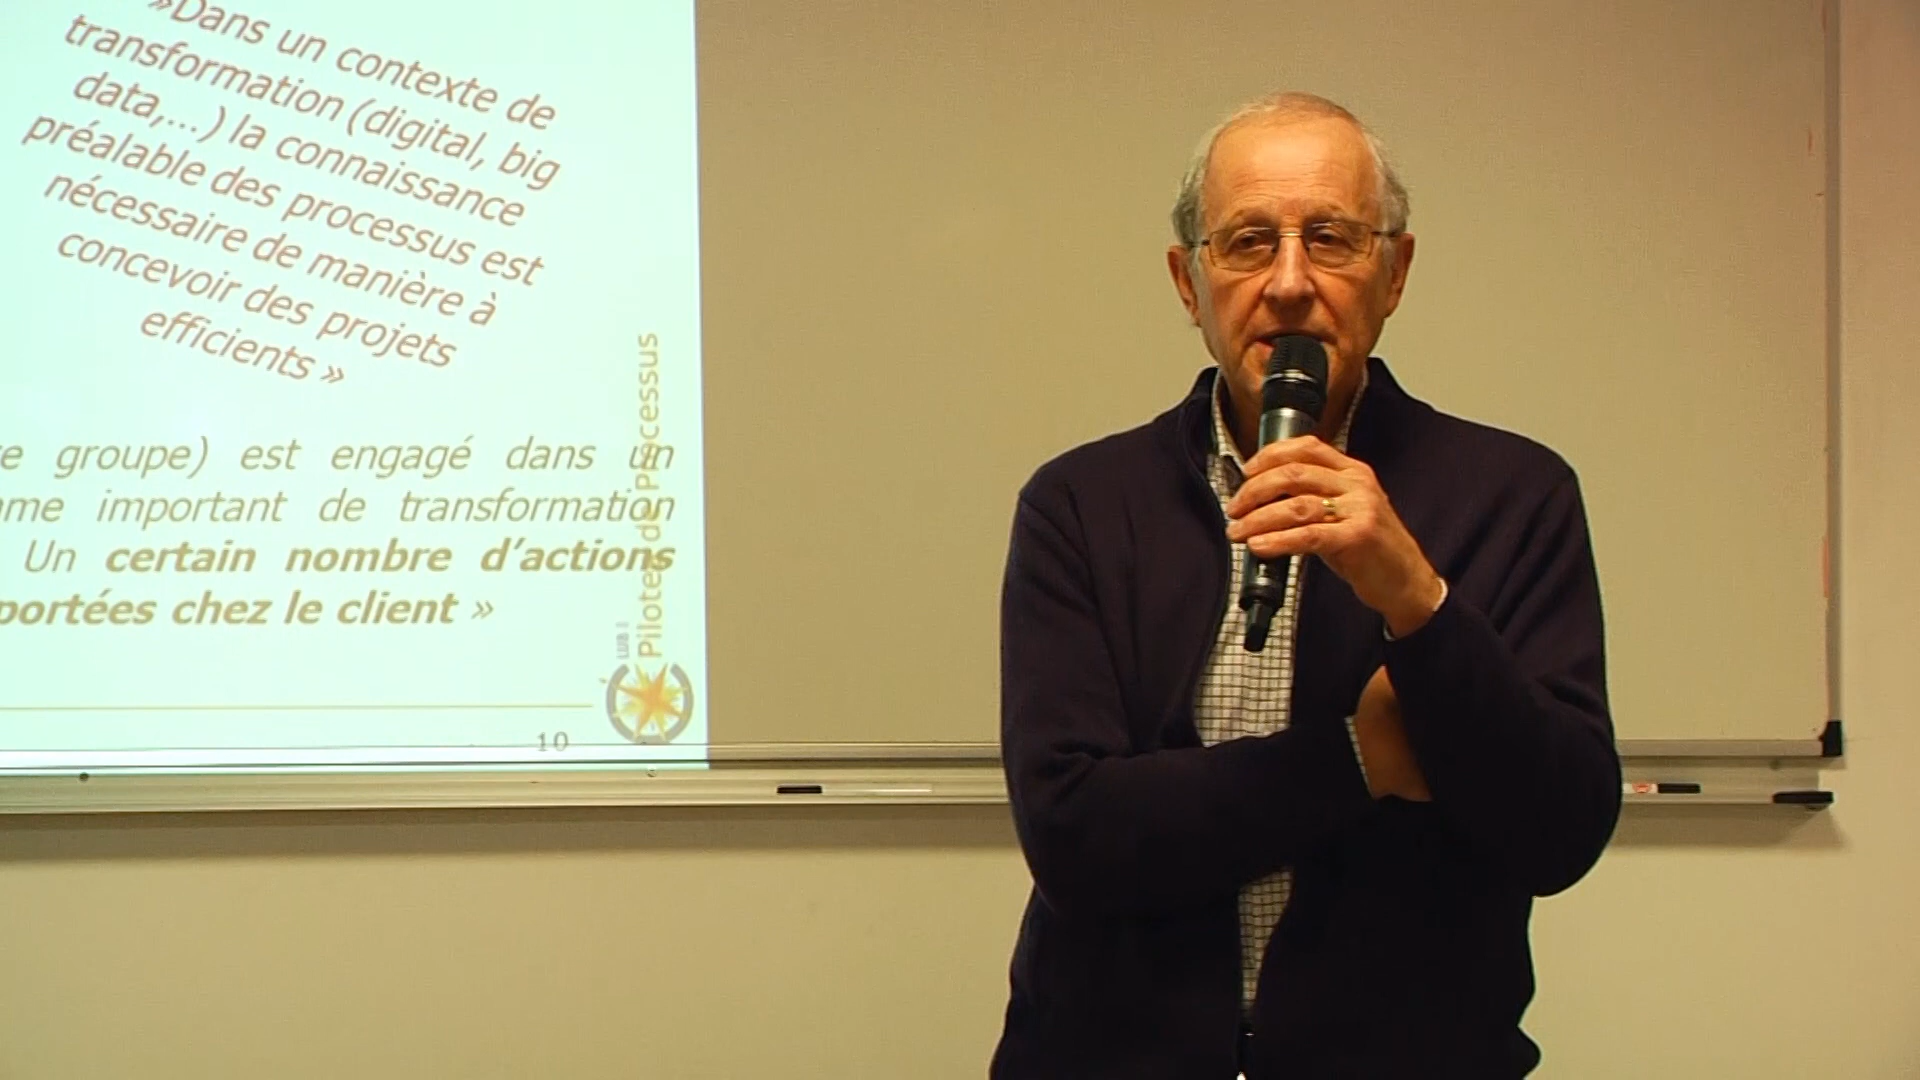 »Dans un contexte de
transformation (digital, big
data,...) la connaissance
préalable des processus est
nécessaire de manière à
concevoir des projets
efficients »
groupe) est engagé dans un
important de transformation
Un certain nombre d’actions
chez le client »
Pilotes de Processus
10